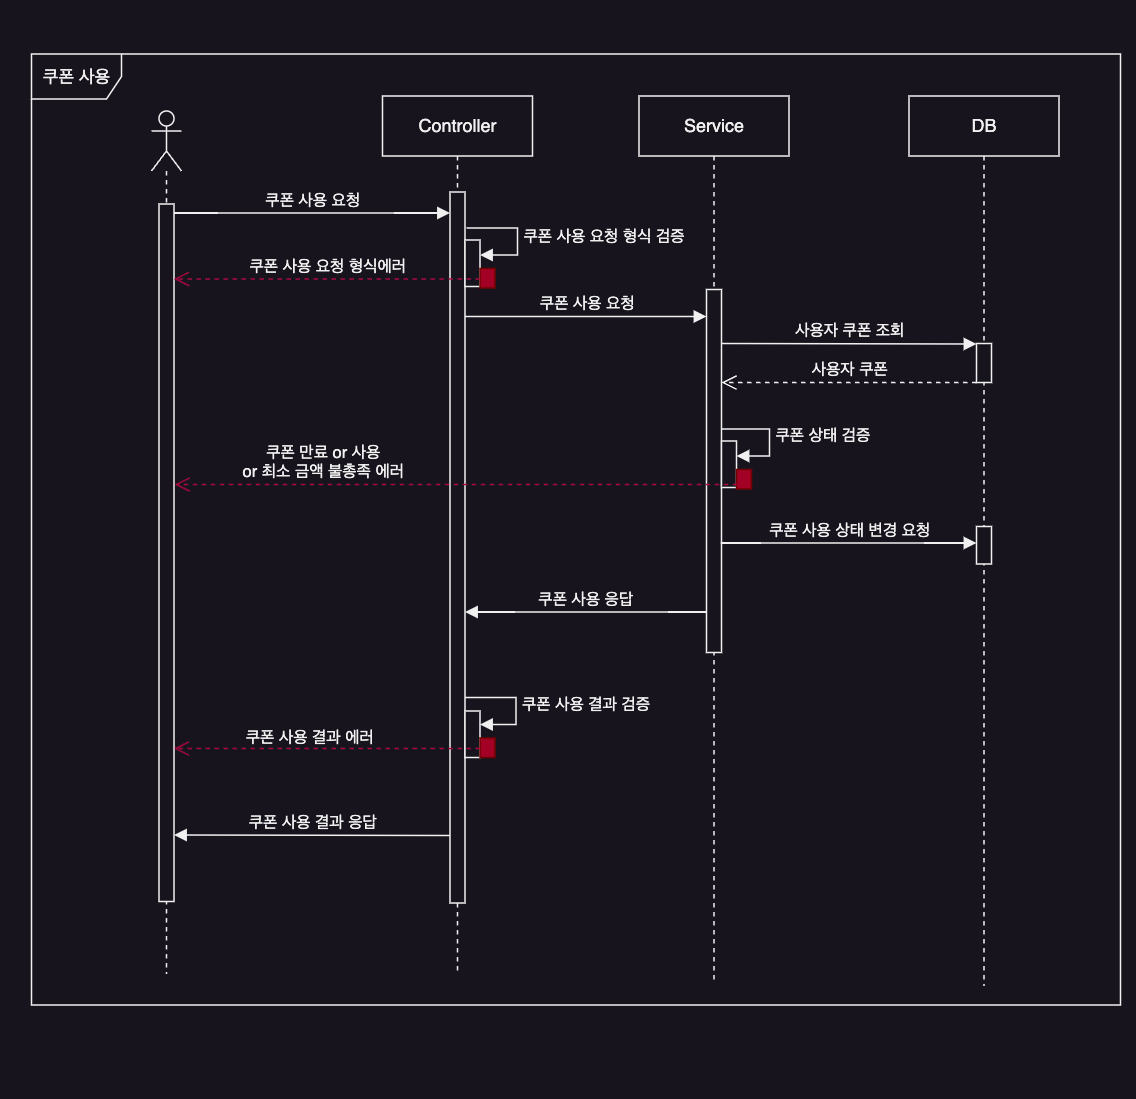 쿠폰 사용
Controller
Service
DB
쿠폰 사용 요청
쿠폰 사용 요청 형식 검증
쿠폰 사용 요청 형식에러
쿠폰 사용 요청
사용자 쿠폰 조회
사용자 쿠폰
쿠폰 상태 검증
쿠폰 만료 or 사용
or 최소 금액 불충족 에러
쿠폰 사용 상태 변경 요청
쿠폰 사용 응답
쿠폰 사용 결과 검증
쿠폰 사용 결과 에러
쿠폰 사용 결과 응답